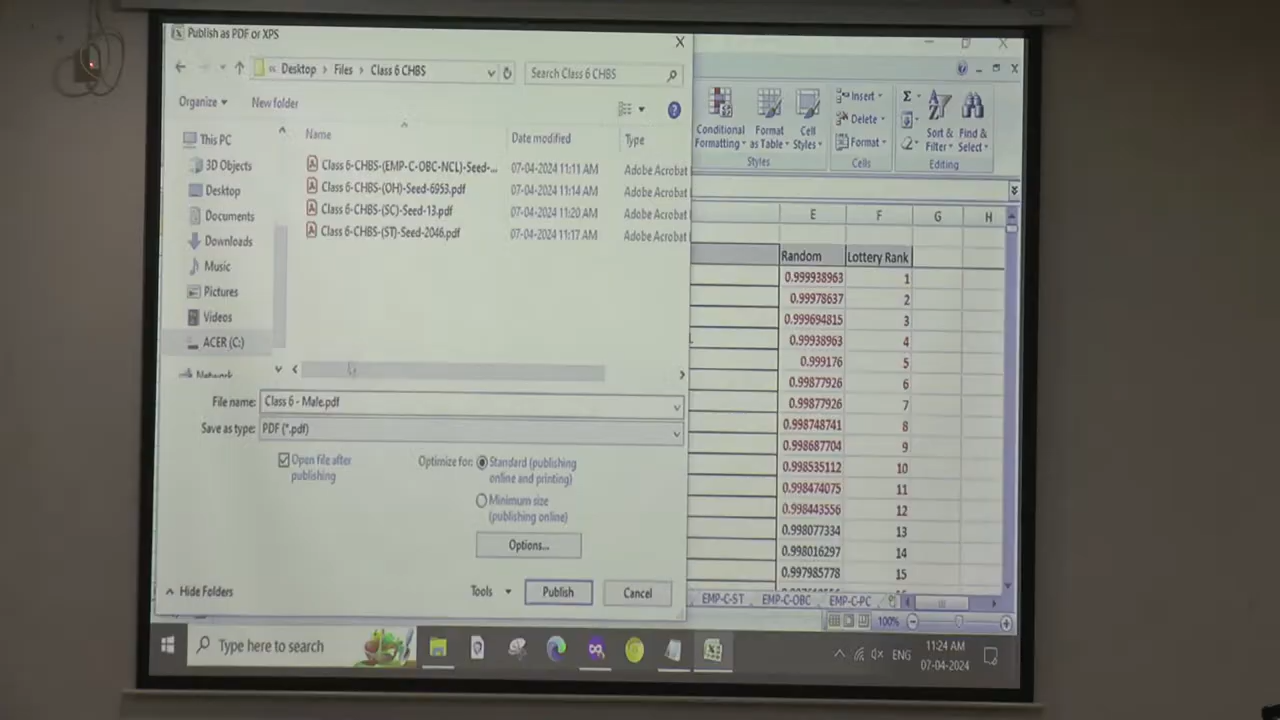 Publish as PDF or XPS
Desktop > Files > Class 6 CHBS
Search Class 6 CHBS
Organize
New folder
This PC
3D Objects
Desktop
Documents
Downloads
Music
Pictures
Videos
ACER (C:)
Network
Name Date modified Type
Class 6-CHBS-(EMP-C-OBC-NCL)-Seed-... 07-04-2024 11:11 AM Adobe Acrobat
Class 6-CHBS-(OH)-Seed-6953.pdf 07-04-2024 11:14 AM Adobe Acrobat
Class 6-CHBS-(SC)-Seed-13.pdf 07-04-2024 11:20 AM Adobe Acrobat
Class 6-CHBS-(ST)-Seed-2046.pdf 07-04-2024 11:17 AM Adobe Acrobat
File name: Class 6 - Male.pdf
Save as type: PDF (*.pdf)
Open file after publishing
Optimize for: Standard (publishing online and printing)
Minimum size (publishing online)
Options...
Hide Folders
Tools
Publish
Cancel
Conditional Formatting
Format as Table
Cell Styles
Styles
Insert
Delete
Format
Cells
Σ
Sort & Filter
Find & Select
Editing
E F G H
Random Lottery Rank
0.999938963 1
0.99978637 2
0.999694815 3
0.99938963 4
0.999176 5
0.99877926 6
0.99877926 7
0.998748741 8
0.998687704 9
0.998535112 10
0.998474075 11
0.998443556 12
0.998077334 13
0.998016297 14
0.997985778 15
EMP-C-ST EMP-C-OBC EMP-C-PC
100%
Type here to search
ENG
11:24 AM
07-04-2024